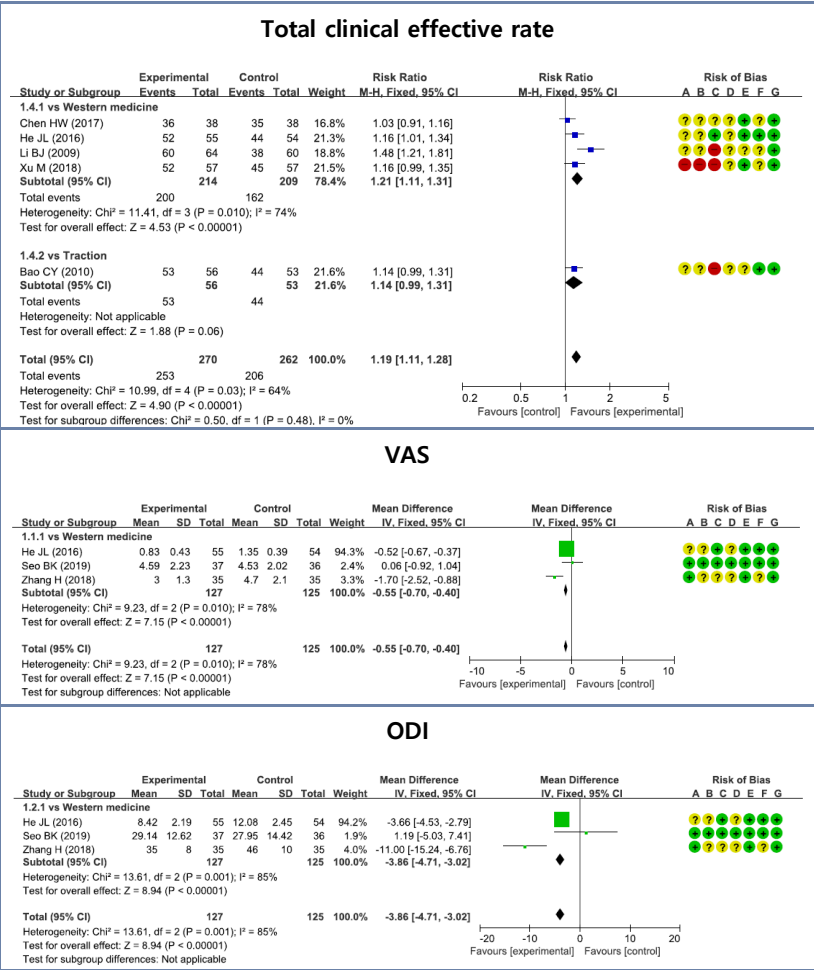 Total clinical effective rate
Experimental Control Risk Ratio Risk Ratio Risk of Bias
Study or Subgroup Events Total Events Total Weight M-H, Fixed, 95% CI M-H, Fixed, 95% CI A B C D E F G
1.4.1 vs Western medicine
Chen HW (2017) 36 38 35 38 16.8% 1.03 [0.91, 1.16] ? ? ? ? + ? +
He JL (2016) 52 55 44 54 21.3% 1.16 [1.01, 1.34] ? ? + ? + ? +
Li BJ (2009) 60 64 38 60 18.8% 1.48 [1.21, 1.81] ? ? − ? ? + +
Xu M (2018) 52 57 45 57 21.5% 1.16 [0.99, 1.35] − − − ? + ? +
Subtotal (95% CI) 214 209 78.4% 1.21 [1.11, 1.31]
Total events 200 162
Heterogeneity: Chi² = 11.41, df = 3 (P = 0.010); I² = 74%
Test for overall effect: Z = 4.53 (P < 0.00001)
1.4.2 vs Traction
Bao CY (2010) 53 56 44 53 21.6% 1.14 [0.99, 1.31] ? ? − ? ? + +
Subtotal (95% CI) 56 53 21.6% 1.14 [0.99, 1.31]
Total events 53 44
Heterogeneity: Not applicable
Test for overall effect: Z = 1.88 (P = 0.06)
Total (95% CI) 270 262 100.0% 1.19 [1.11, 1.28]
Total events 253 206
Heterogeneity: Chi² = 10.99, df = 4 (P = 0.03); I² = 64%
Test for overall effect: Z = 4.90 (P < 0.00001)
Test for subgroup differences: Chi² = 0.50, df = 1 (P = 0.48), I² = 0%
0.2 0.5 1 2 5
Favours [control] Favours [experimental]
VAS
Experimental Control Mean Difference Mean Difference Risk of Bias
Study or Subgroup Mean SD Total Mean SD Total Weight IV, Fixed, 95% CI IV, Fixed, 95% CI A B C D E F G
1.1.1 vs Western medicine
He JL (2016) 0.83 0.43 55 1.35 0.39 54 94.3% -0.52 [-0.67, -0.37] ? ? + ? + ? +
Seo BK (2019) 4.59 2.23 37 4.53 2.02 36 2.4% 0.06 [-0.92, 1.04] + + + + + + +
Zhang H (2018) 3 1.3 35 4.7 2.1 35 3.3% -1.70 [-2.52, -0.88] + ? ? ? + ? +
Subtotal (95% CI) 127 125 100.0% -0.55 [-0.70, -0.40]
Heterogeneity: Chi² = 9.23, df = 2 (P = 0.010); I² = 78%
Test for overall effect: Z = 7.15 (P < 0.00001)
Total (95% CI) 127 125 100.0% -0.55 [-0.70, -0.40]
Heterogeneity: Chi² = 9.23, df = 2 (P = 0.010); I² = 78%
Test for overall effect: Z = 7.15 (P < 0.00001)
Test for subgroup differences: Not applicable
-10 -5 0 5 10
Favours [experimental] Favours [control]
ODI
Experimental Control Mean Difference Mean Difference Risk of Bias
Study or Subgroup Mean SD Total Mean SD Total Weight IV, Fixed, 95% CI IV, Fixed, 95% CI A B C D E F G
1.2.1 vs Western medicine
He JL (2016) 8.42 2.19 55 12.08 2.45 54 94.2% -3.66 [-4.53, -2.79] ? ? + ? + ? +
Seo BK (2019) 29.14 12.62 37 27.95 14.42 36 1.9% 1.19 [-5.03, 7.41] + + + + + + +
Zhang H (2018) 35 8 35 46 10 35 4.0% -11.00 [-15.24, -6.76] + ? ? ? + ? +
Subtotal (95% CI) 127 125 100.0% -3.86 [-4.71, -3.02]
Heterogeneity: Chi² = 13.61, df = 2 (P = 0.001); I² = 85%
Test for overall effect: Z = 8.94 (P < 0.00001)
Total (95% CI) 127 125 100.0% -3.86 [-4.71, -3.02]
Heterogeneity: Chi² = 13.61, df = 2 (P = 0.001); I² = 85%
Test for overall effect: Z = 8.94 (P < 0.00001)
Test for subgroup differences: Not applicable
-20 -10 0 10 20
Favours [experimental] Favours [control]